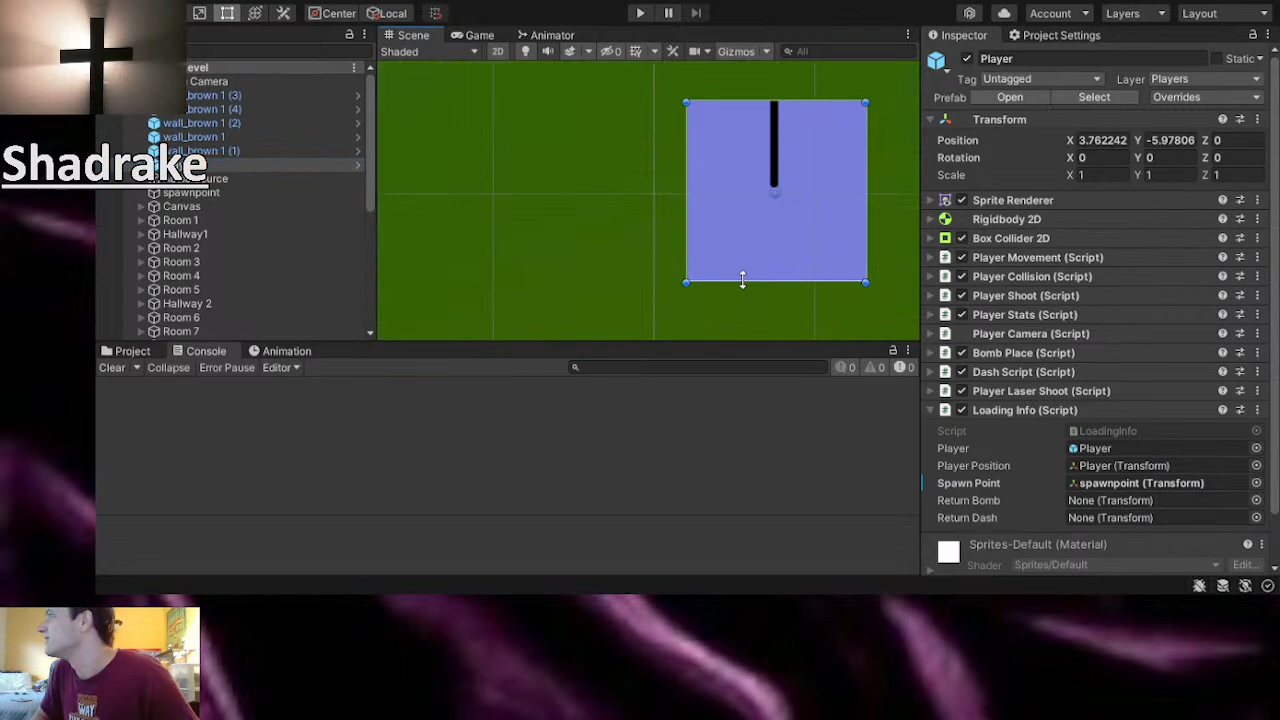 Center
Local
Account
Layers
Layout
Scene
Game
Animator
Inspector
Project Settings
Shaded
2D
0
Gizmos
All
Player
Static
Tag
Untagged
Layer
Players
Prefab
Open
Select
Overrides
Camera
wall_brown 1 (3)
wall_brown 1 (4)
wall_brown 1 (2)
wall_brown 1
wall_brown 1 (1)
Shadrake
spawnpoint
Canvas
Room 1
Hallway1
Room 2
Room 3
Room 4
Room 5
Hallway 2
Room 6
Room 7
Transform
Position X 3.762242 Y -5.97806 Z 0
Rotation X 0 Y 0 Z 0
Scale X 1 Y 1 Z 1
Sprite Renderer
Rigidbody 2D
Box Collider 2D
Player Movement (Script)
Player Collision (Script)
Player Shoot (Script)
Player Stats (Script)
Player Camera (Script)
Bomb Place (Script)
Dash Script (Script)
Player Laser Shoot (Script)
Loading Info (Script)
Script LoadingInfo
Player Player
Player Position Player (Transform)
Spawn Point spawnpoint (Transform)
Return Bomb None (Transform)
Return Dash None (Transform)
Sprites-Default (Material)
Shader Sprites/Default Edit...
Project
Console
Animation
Clear
Collapse
Error Pause
Editor
0
0
0